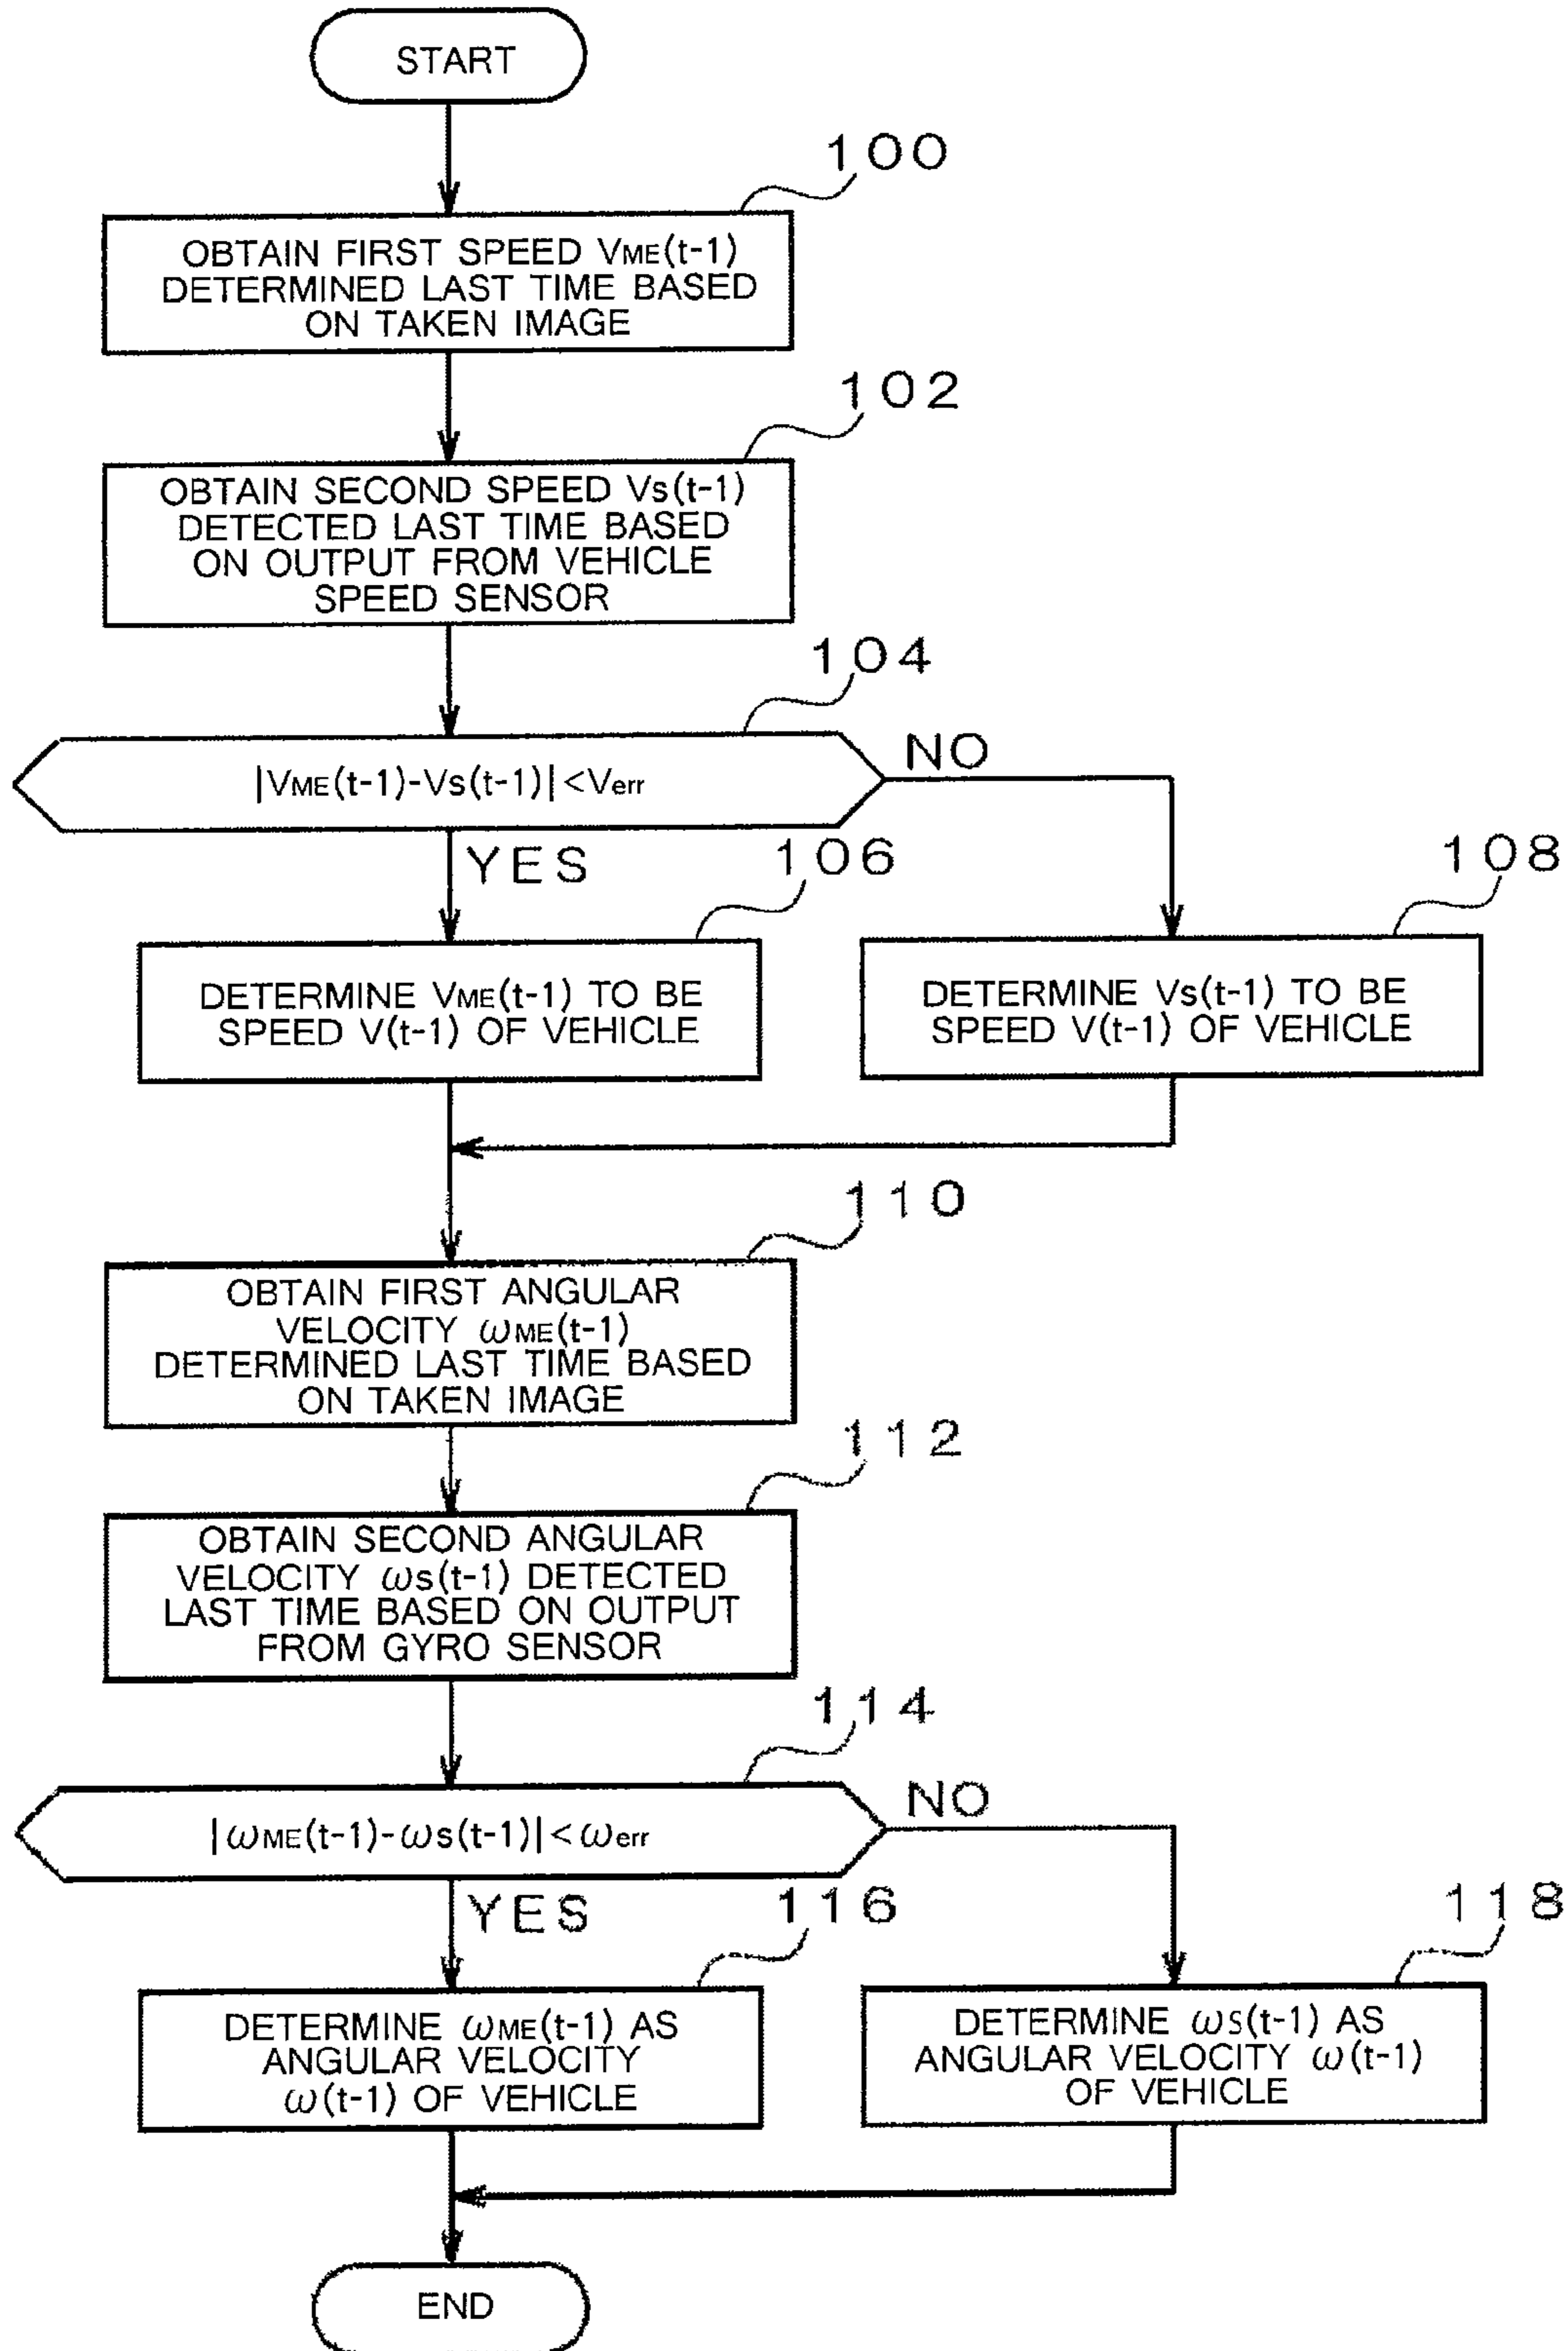 START
100
OBTAIN FIRST SPEED VME(t-1)
DETERMINED LAST TIME BASED
ON TAKEN IMAGE
102
OBTAIN SECOND SPEED Vs(t-1)
DETECTED LAST TIME BASED
ON OUTPUT FROM VEHICLE
SPEED SENSOR
104
|VME(t-1)-Vs(t-1)|<Verr
NO
YES
106
DETERMINE VME(t-1) TO BE
SPEED V(t-1) OF VEHICLE
108
DETERMINE Vs(t-1) TO BE
SPEED V(t-1) OF VEHICLE
110
OBTAIN FIRST ANGULAR
VELOCITY ωME(t-1)
DETERMINED LAST TIME BASED
ON TAKEN IMAGE
112
OBTAIN SECOND ANGULAR
VELOCITY ωs(t-1) DETECTED
LAST TIME BASED ON OUTPUT
FROM GYRO SENSOR
114
|ωME(t-1)-ωs(t-1)|<ωerr
NO
YES
116
DETERMINE ωME(t-1) AS
ANGULAR VELOCITY
ω(t-1) OF VEHICLE
118
DETERMINE ωS(t-1) AS
ANGULAR VELOCITY ω(t-1)
OF VEHICLE
END